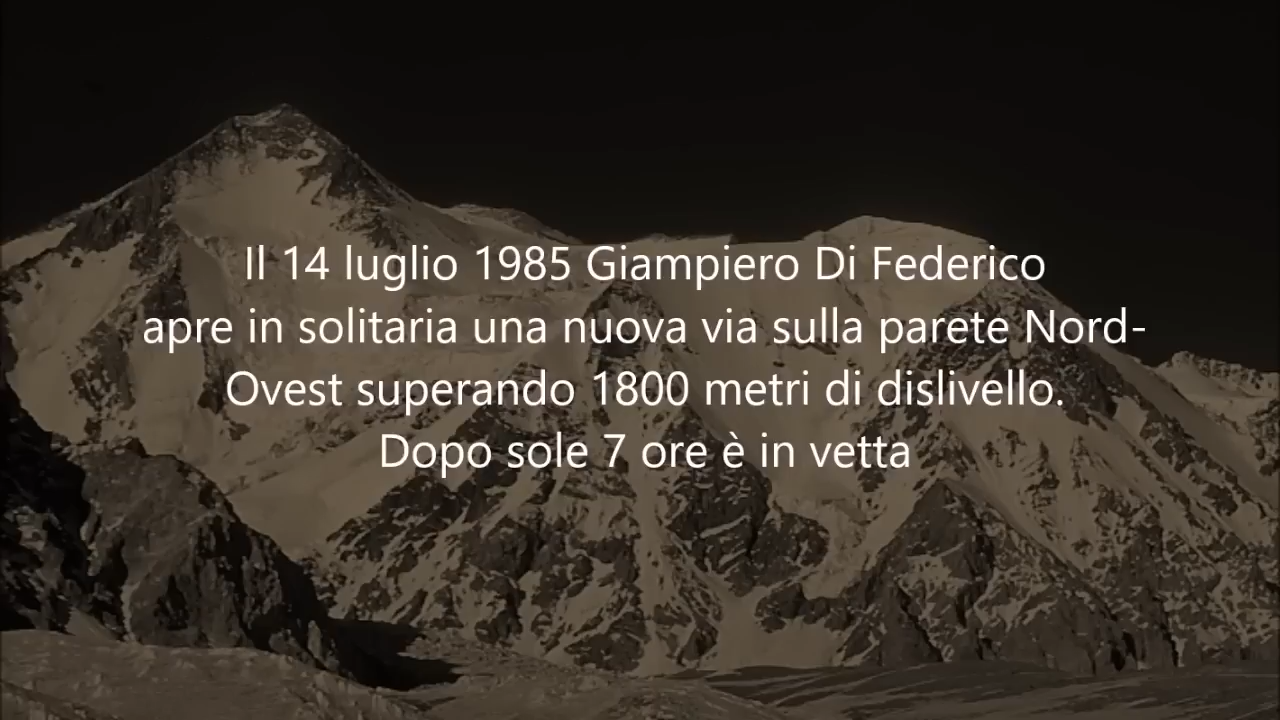 Il 14 luglio 1985 Giampiero Di Federico
apre in solitaria una nuova via sulla parete Nord-
Ovest superando 1800 metri di dislivello.
Dopo sole 7 ore è in vetta